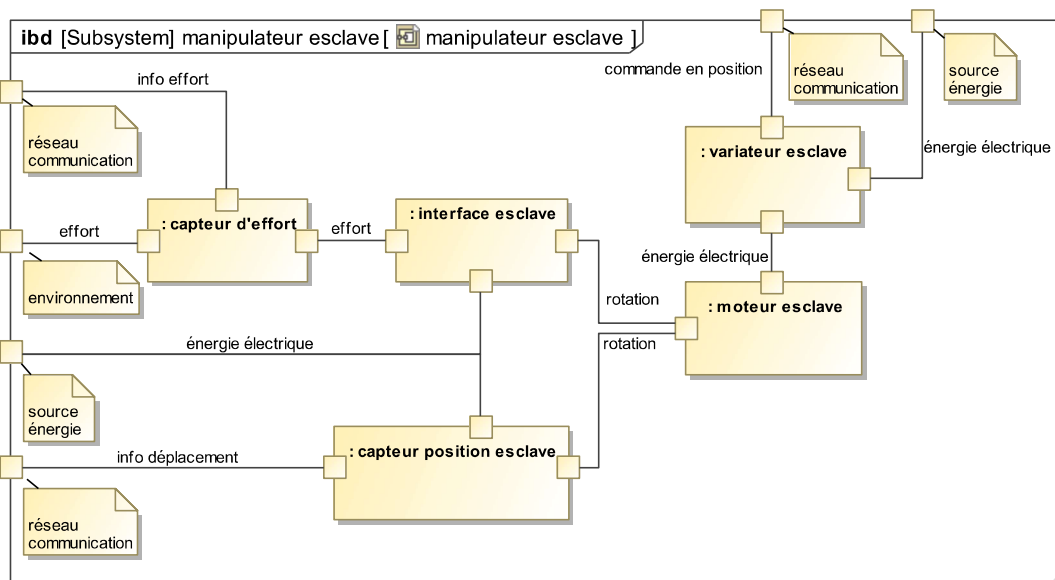 ibd [Subsystem] manipulateur esclave [ manipulateur esclave ]
info effort
réseau
communication
commande en position
réseau
communication
source
énergie
: variateur esclave
énergie électrique
: capteur d'effort
: interface esclave
effort
effort
environnement
énergie électrique
: moteur esclave
rotation
rotation
énergie électrique
source
énergie
: capteur position esclave
info déplacement
réseau
communication